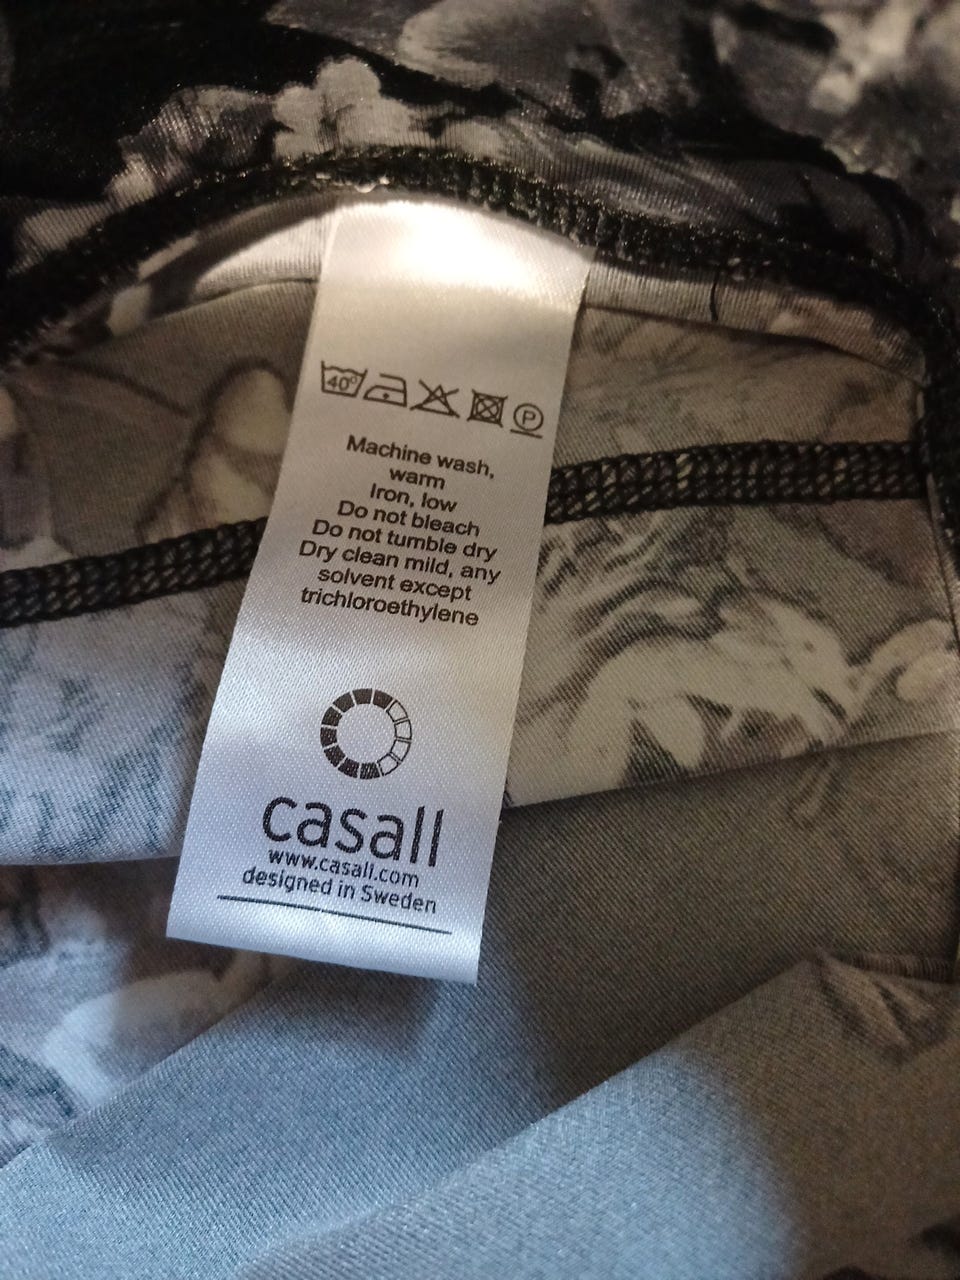 40°
P
Machine wash,
warm
Iron, low
Do not bleach
Do not tumble dry
Dry clean mild, any
solvent except
trichloroethylene
casall
www.casall.com
designed in Sweden